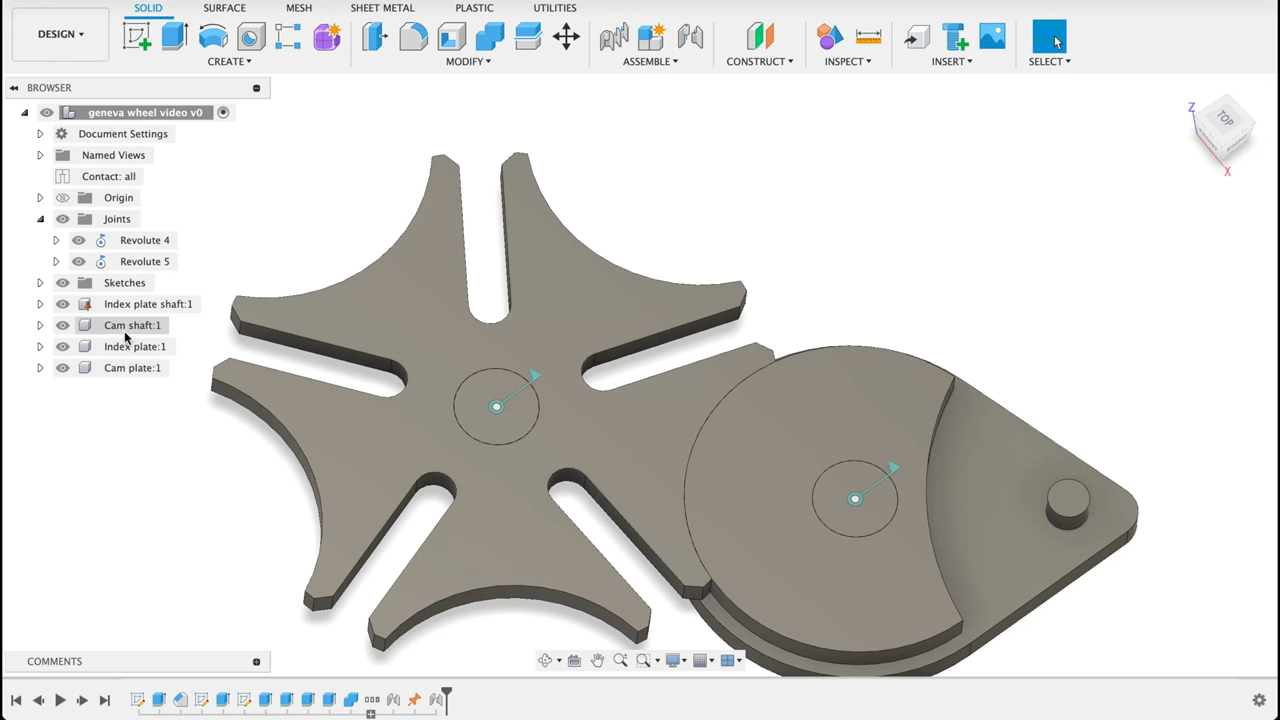 SOLID SURFACE MESH SHEET METAL PLASTIC UTILITIES
DESIGN
CREATE MODIFY ASSEMBLE CONSTRUCT INSPECT INSERT SELECT
BROWSER
geneva wheel video v0
Document Settings
Named Views
Contact: all
Origin
Joints
Revolute 4
Revolute 5
Sketches
Index plate shaft:1
Cam shaft:1
Index plate:1
Cam plate:1
Z
TOP
X
COMMENTS